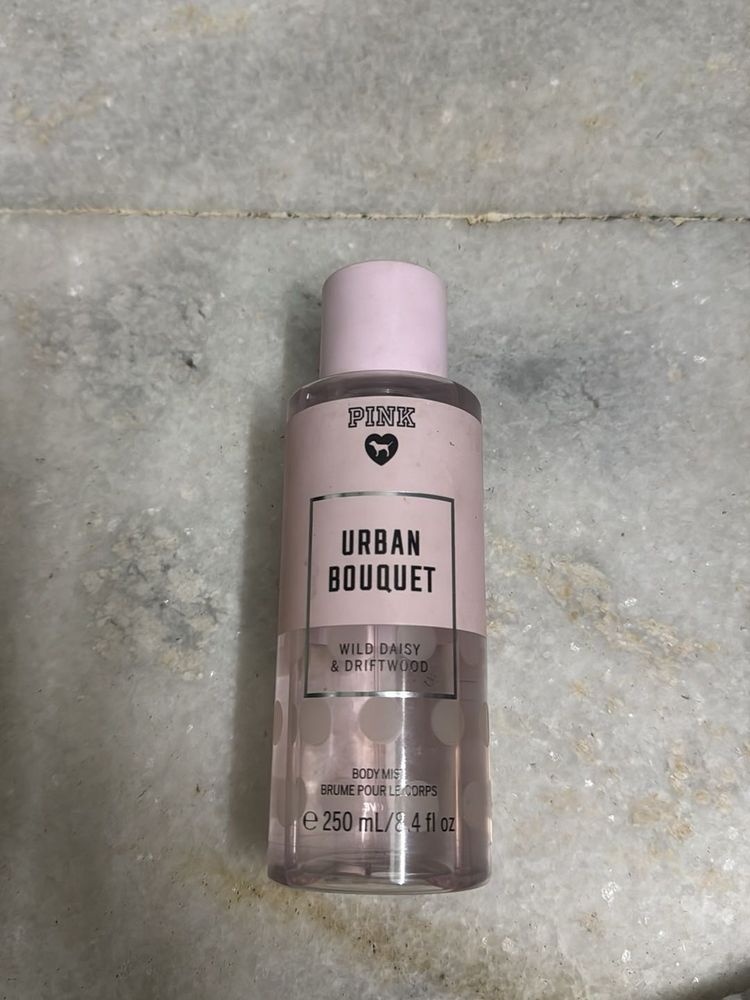 PINK
URBAN
BOUQUET
WILD DAISY
& DRIFTWOOD
BODY MIST
BRUME POUR LE CORPS
℮ 250 mL/8.4 fl oz